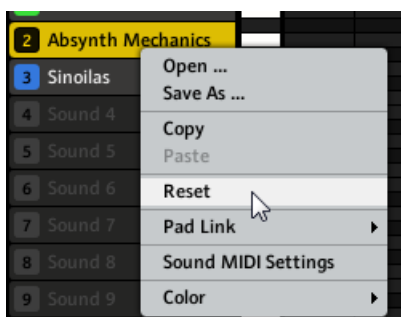 2 Absynth Mechanics
3 Sinoilas
4 Sound 4
5 Sound 5
6 Sound 6
7 Sound 7
8 Sound 8
9 Sound 9
Open ...
Save As ...
Copy
Paste
Reset
Pad Link
Sound MIDI Settings
Color